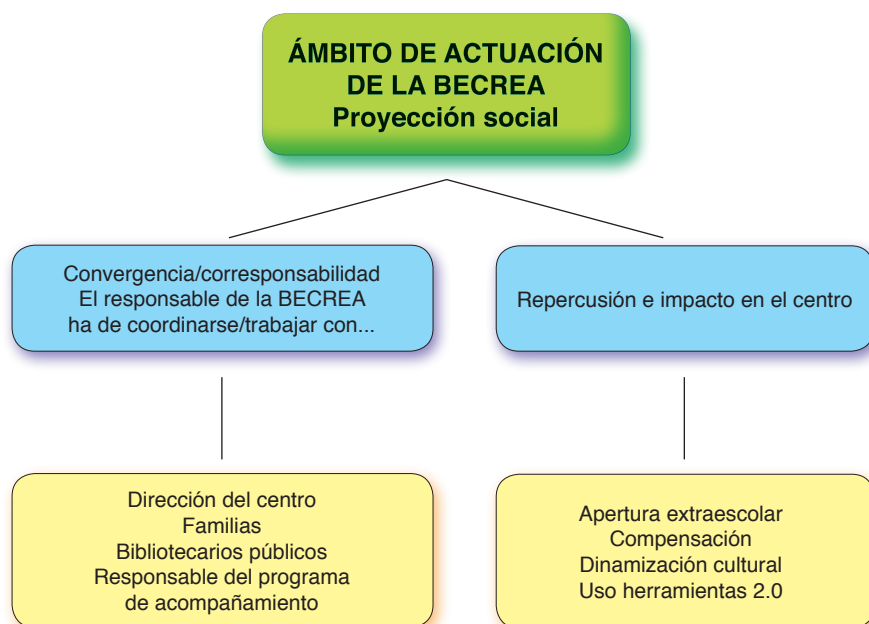 ÁMBITO DE ACTUACIÓN
DE LA BECREA
Proyección social
Convergencia/corresponsabilidad
El responsable de la BECREA
ha de coordinarse/trabajar con...
Repercusión e impacto en el centro
Dirección del centro
Familias
Bibliotecarios públicos
Responsable del programa
de acompañamiento
Apertura extraescolar
Compensación
Dinamización cultural
Uso herramientas 2.0